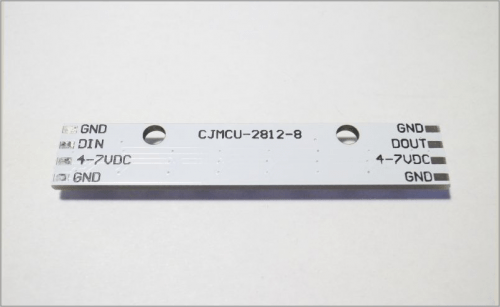 GND CJMCU-2812-8 GND
DIN DOUT
4-7VDC 4-7VDC
GND GND